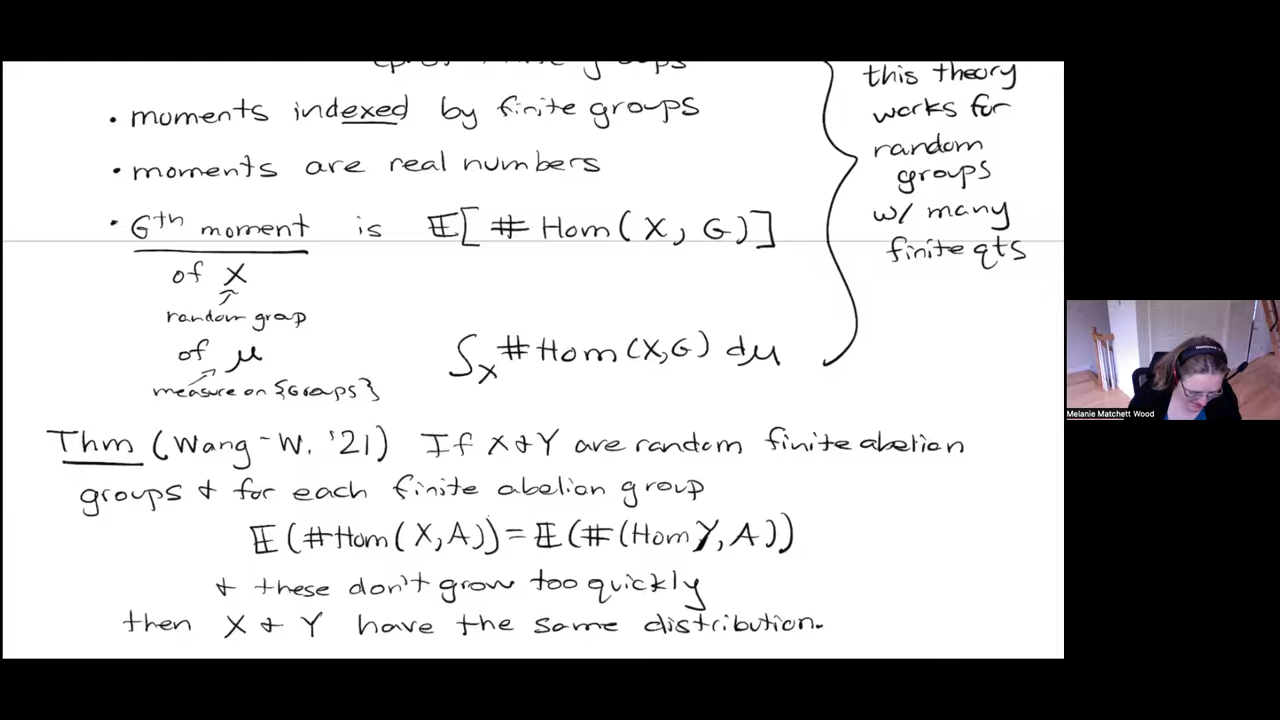 groups
• moments indexed by finite groups
• moments are real numbers
• Gth moment is 𝔼[#Hom(X, G)]
of X
random group
of μ
measure on {Groups}
∫X #Hom(X,G) dμ
this theory
works for
random
groups
w/ many
finite qts
Thm (Wang-W. '21) If X & Y are random finite abelian
groups & for each finite abelian group
𝔼(#Hom(X,A)) = 𝔼(#(Hom Y, A))
& these don't grow too quickly
then X & Y have the same distribution.
Melanie Matchett Wood